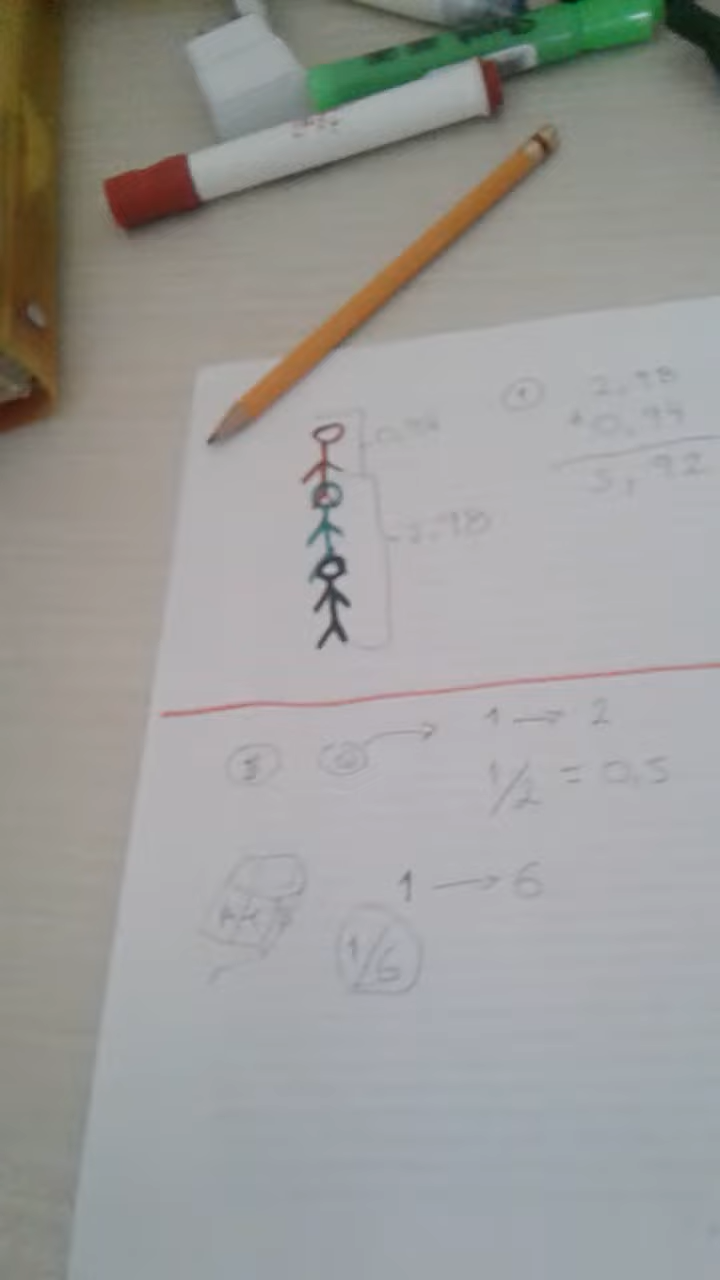 ① 2,98
+0,94
3,92
0,94
2,98
1 → 2
1/2 = 0,5
1 → 6
1/6